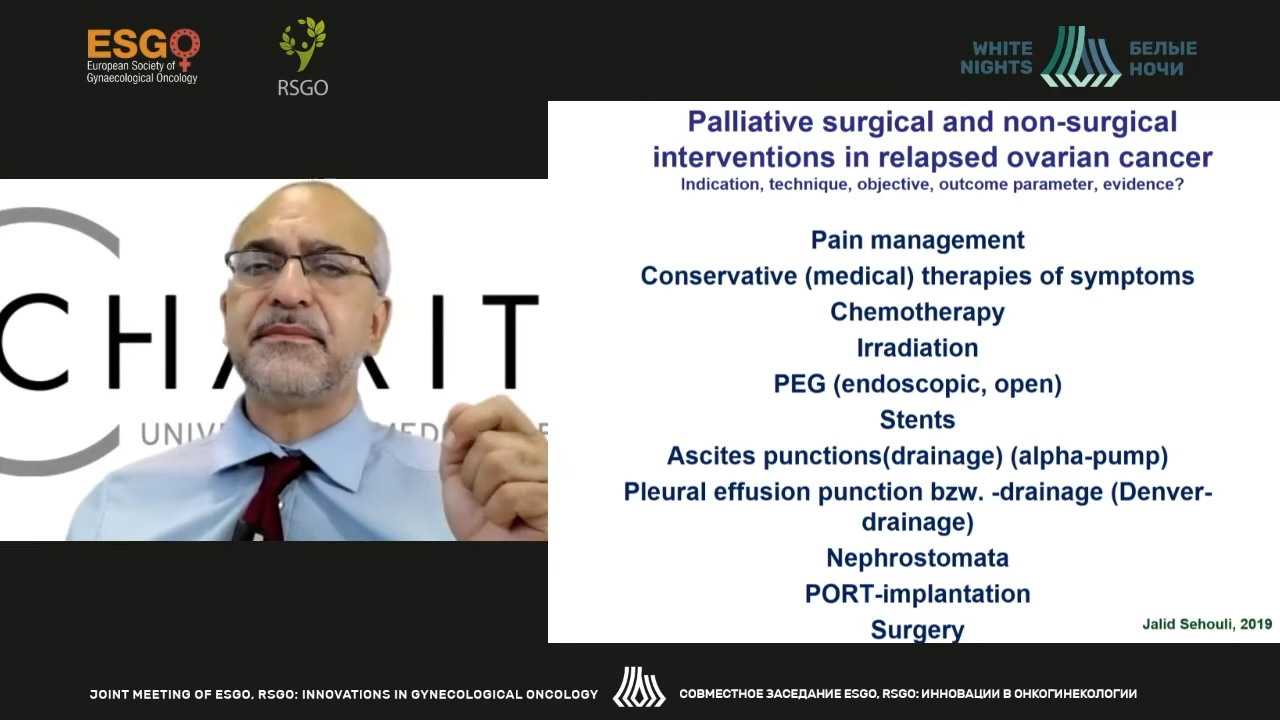 ESGO
European Society of
Gynaecological Oncology
RSGO
WHITE
NIGHTS
БЕЛЫЕ
НОЧИ
CHA IT
Palliative surgical and non-surgical
interventions in relapsed ovarian cancer
Indication, technique, objective, outcome parameter, evidence?
Pain management
Conservative (medical) therapies of symptoms
Chemotherapy
Irradiation
PEG (endoscopic, open)
Stents
Ascites punctions(drainage) (alpha-pump)
Pleural effusion punction bzw. -drainage (Denver-
drainage)
Nephrostomata
PORT-implantation
Surgery
Jalid Sehouli, 2019
JOINT MEETING OF ESGO, RSGO: INNOVATIONS IN GYNECOLOGICAL ONCOLOGY
СОВМЕСТНОЕ ЗАСЕДАНИЕ ESGO, RSGO: ИННОВАЦИИ В ОНКОГИНЕКОЛОГИИ